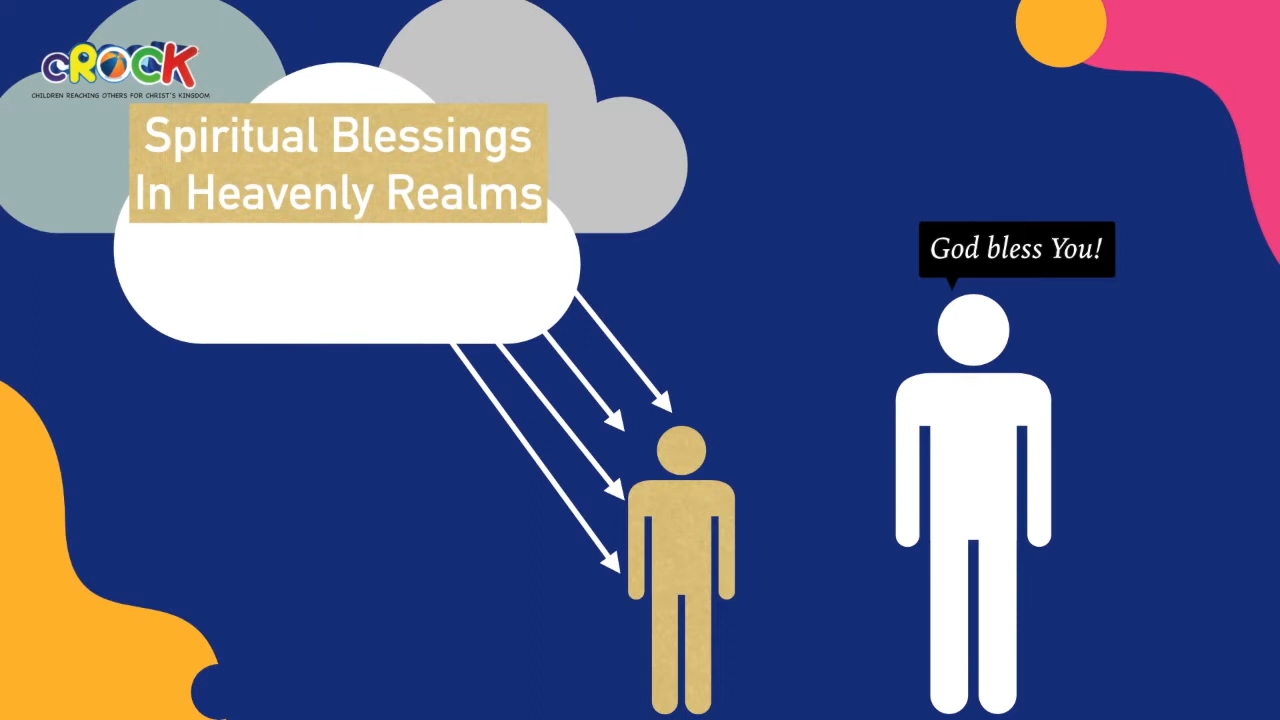 cROCK
CHILDREN REACHING OTHERS FOR CHRIST'S KINGDOM
Spiritual Blessings
In Heavenly Realms
God bless You!